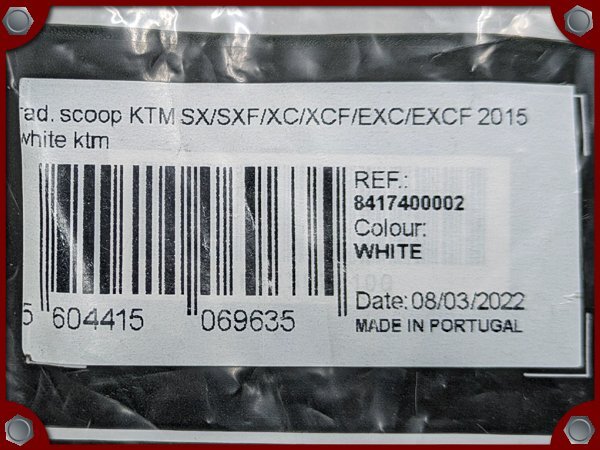 rad. scoop KTM SX/SXF/XC/XCF/EXC/EXCF 2015
white ktm
REF.:
8417400002
Colour:
WHITE
Date: 08/03/2022
MADE IN PORTUGAL
5 604415 069635